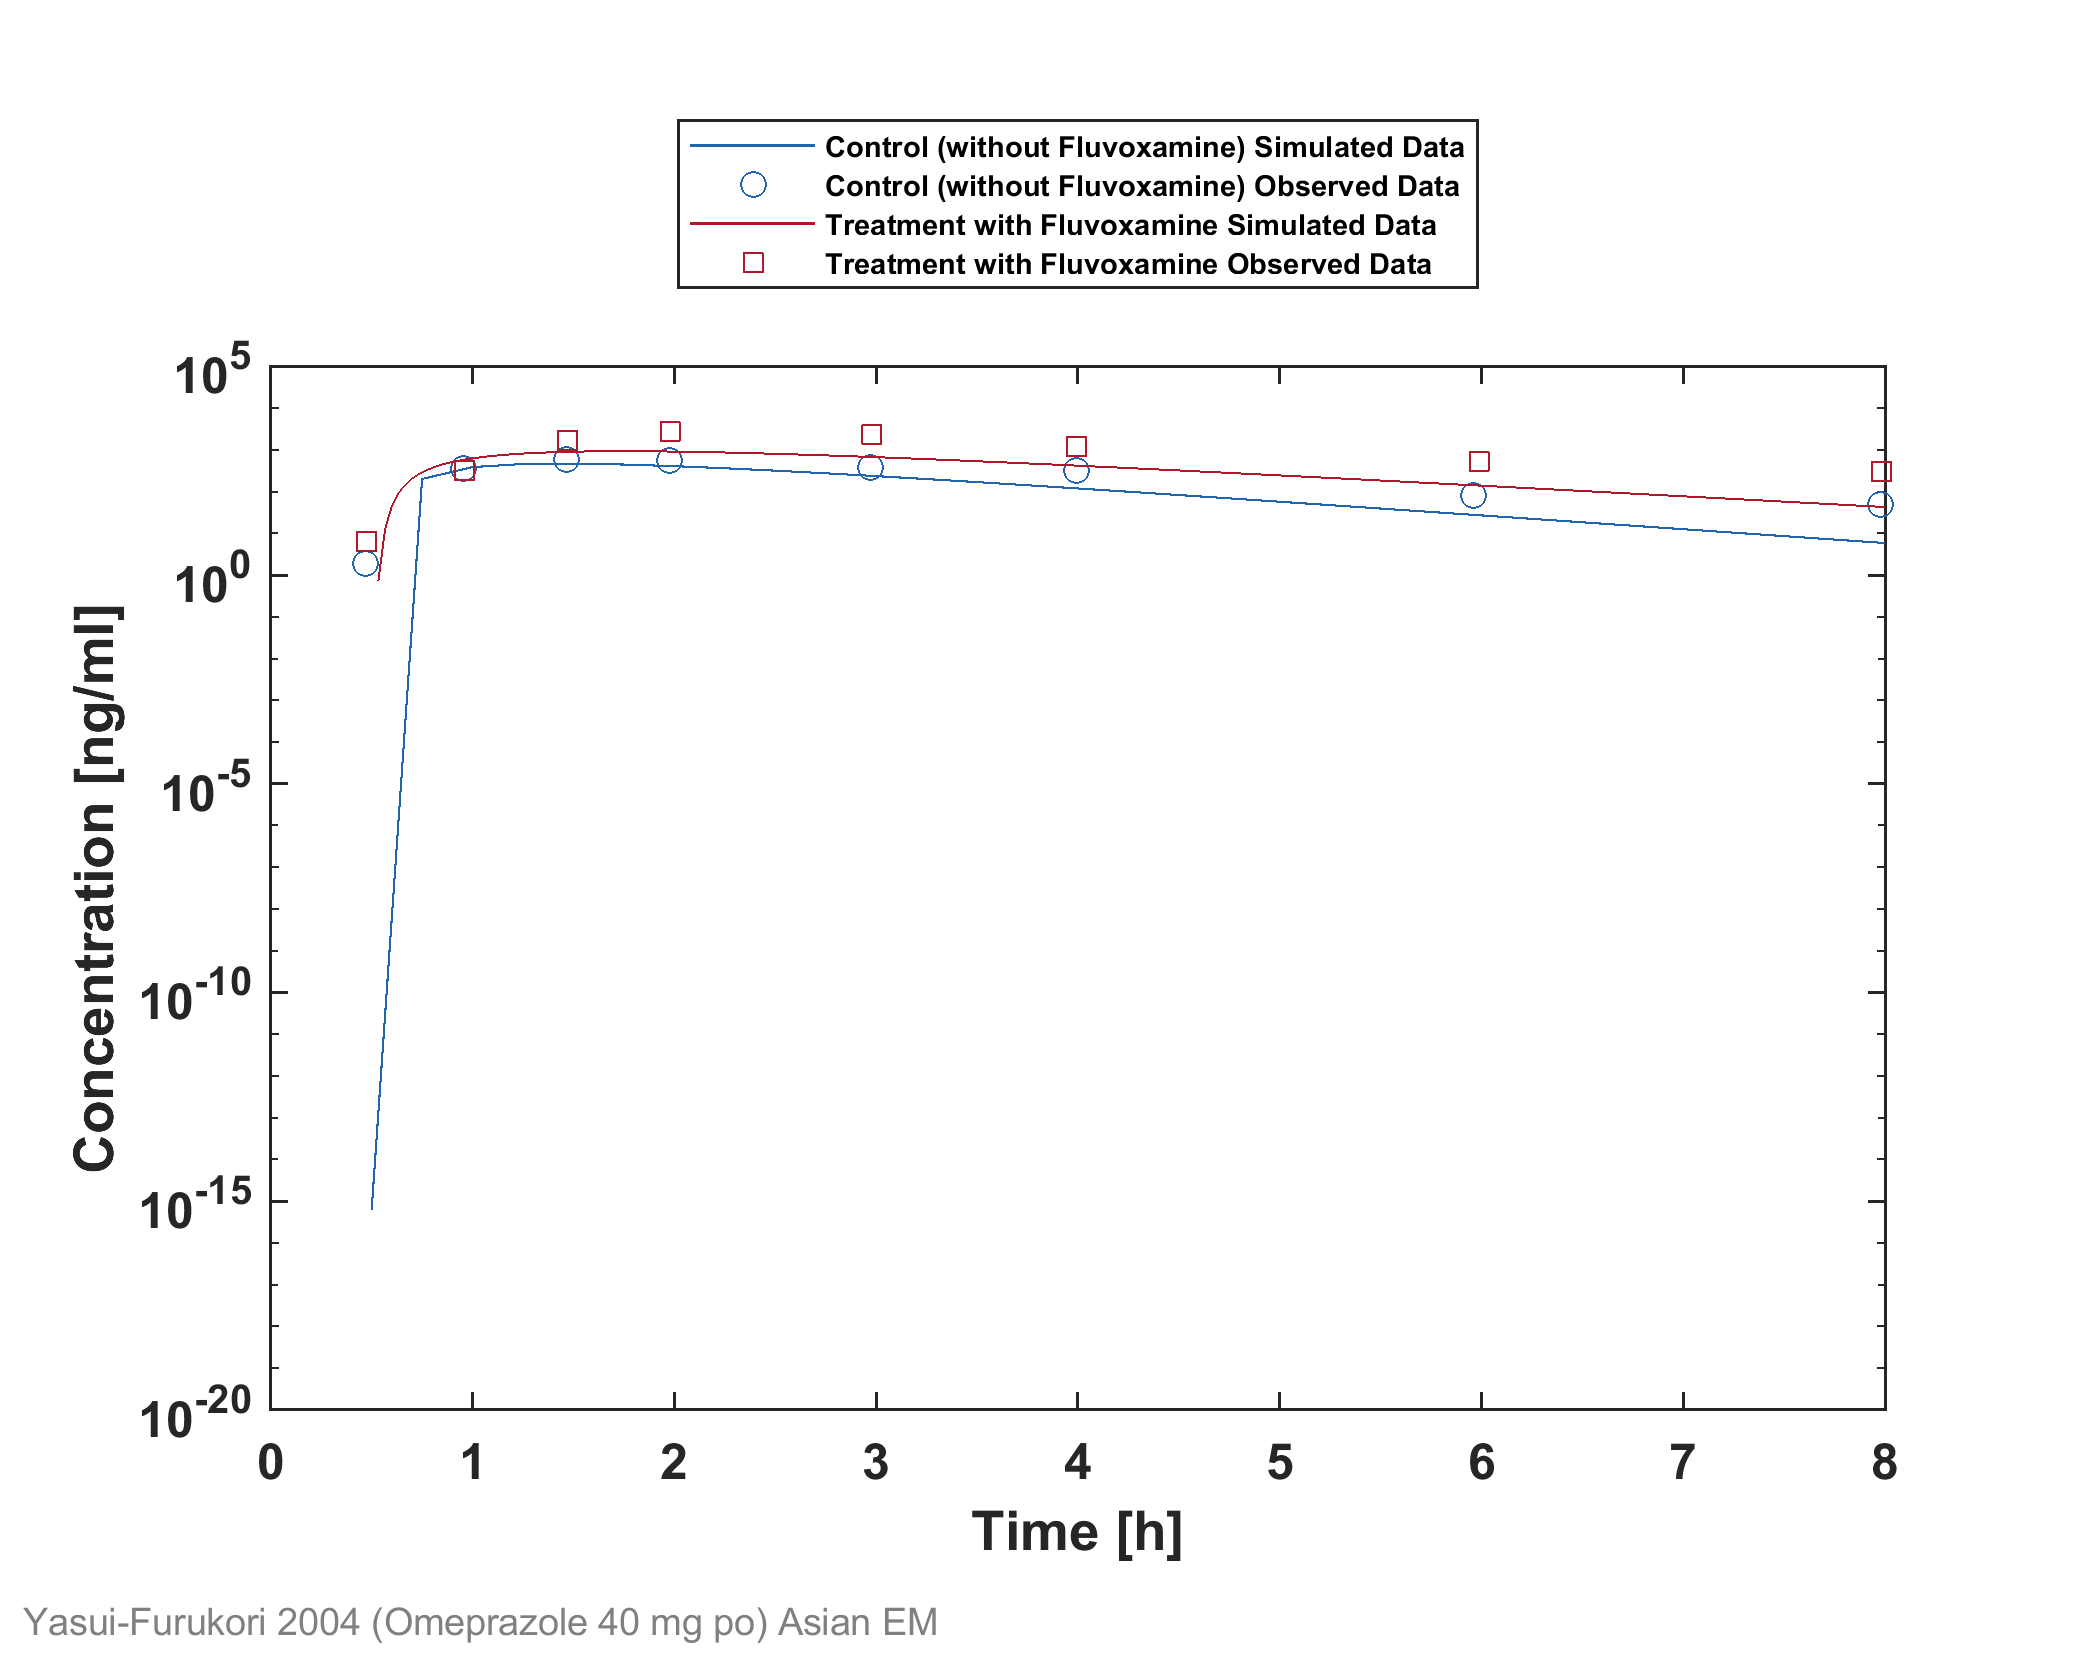 Control (without Fluvoxamine) Simulated Data
Control (without Fluvoxamine) Observed Data
Treatment with Fluvoxamine Simulated Data
Treatment with Fluvoxamine Observed Data
10^5
10^0
10^-5
10^-10
10^-15
10^-20
Concentration [ng/ml]
0 1 2 3 4 5 6 7 8
Time [h]
Yasui-Furukori 2004 (Omeprazole 40 mg po) Asian EM